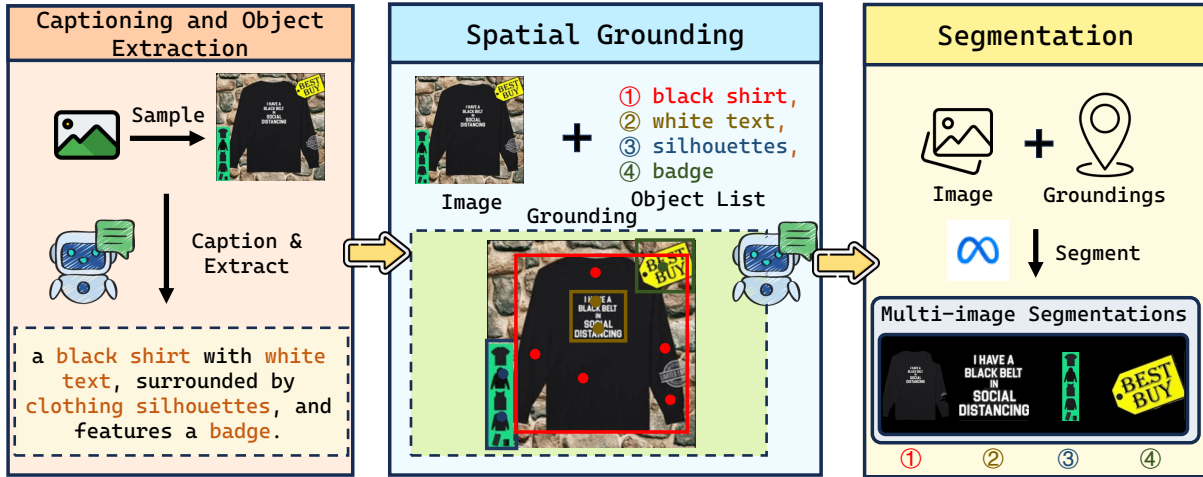 Captioning and Object
Extraction
Sample
BEST
BUY
I HAVE A
BLACK BELT
IN
SOCIAL
DISTANCING
Caption &
Extract
a black shirt with white
text, surrounded by
clothing silhouettes, and
features a badge.
Spatial Grounding
BEST
BUY
I HAVE A
BLACK BELT
IN
SOCIAL
DISTANCING
+
① black shirt,
② white text,
③ silhouettes,
④ badge
Image
Object List
Grounding
BEST
BUY
I HAVE A
BLACK BELT
IN
SOCIAL
DISTANCING
Segmentation
+
Image
Groundings
Segment
Multi-image Segmentations
I HAVE A
BLACK BELT
IN
SOCIAL
DISTANCING
I HAVE A
BLACK BELT
IN
SOCIAL
DISTANCING
BEST
BUY
① ② ③ ④